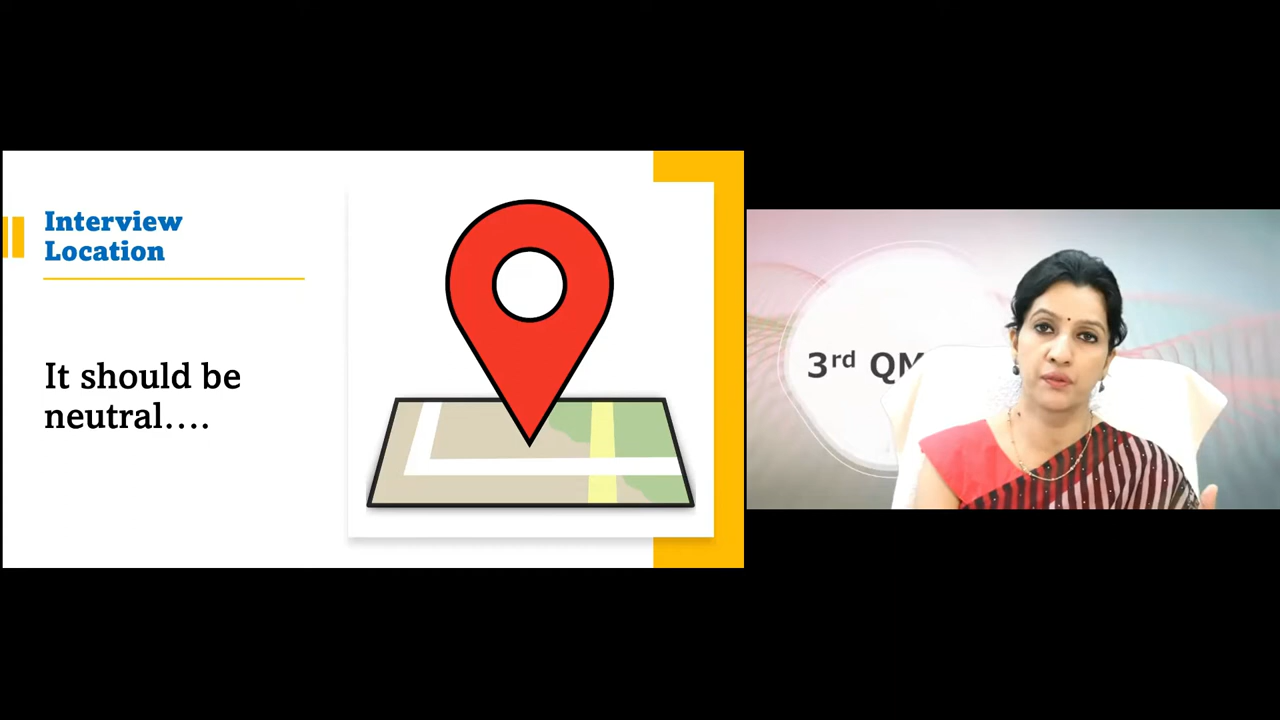 Interview
Location
It should be
neutral....
3rd QM